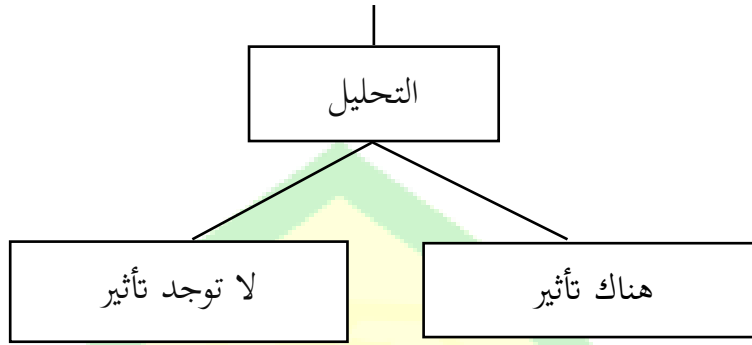 التحليل
هناك تأثير
لا توجد تأثير